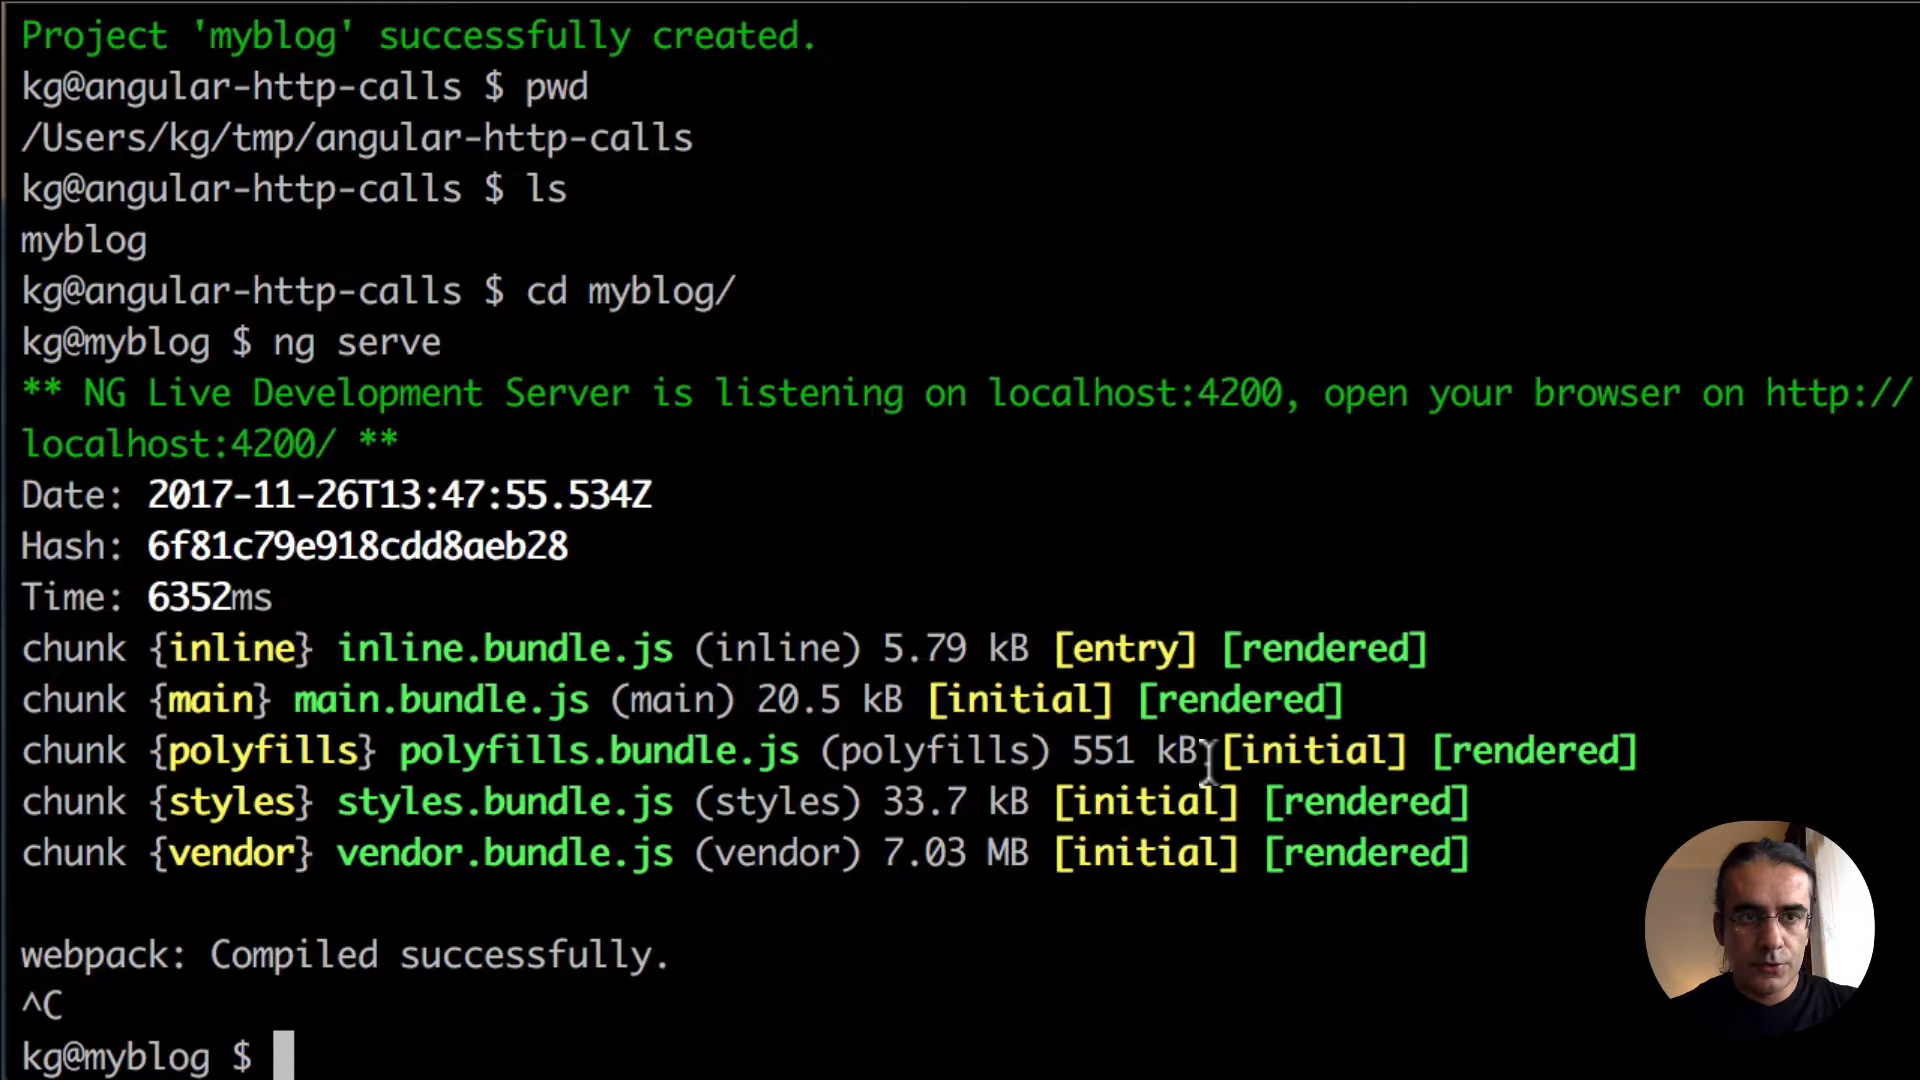 Project 'myblog' successfully created.
kg@angular-http-calls $ pwd
/Users/kg/tmp/angular-http-calls
kg@angular-http-calls $ ls
myblog
kg@angular-http-calls $ cd myblog/
kg@myblog $ ng serve
** NG Live Development Server is listening on localhost:4200, open your browser on http://
localhost:4200/ **
Date: 2017-11-26T13:47:55.534Z
Hash: 6f81c79e918cdd8aeb28
Time: 6352ms
chunk {inline} inline.bundle.js (inline) 5.79 kB [entry] [rendered]
chunk {main} main.bundle.js (main) 20.5 kB [initial] [rendered]
chunk {polyfills} polyfills.bundle.js (polyfills) 551 kB [initial] [rendered]
chunk {styles} styles.bundle.js (styles) 33.7 kB [initial] [rendered]
chunk {vendor} vendor.bundle.js (vendor) 7.03 MB [initial] [rendered]
webpack: Compiled successfully.
^C
kg@myblog $